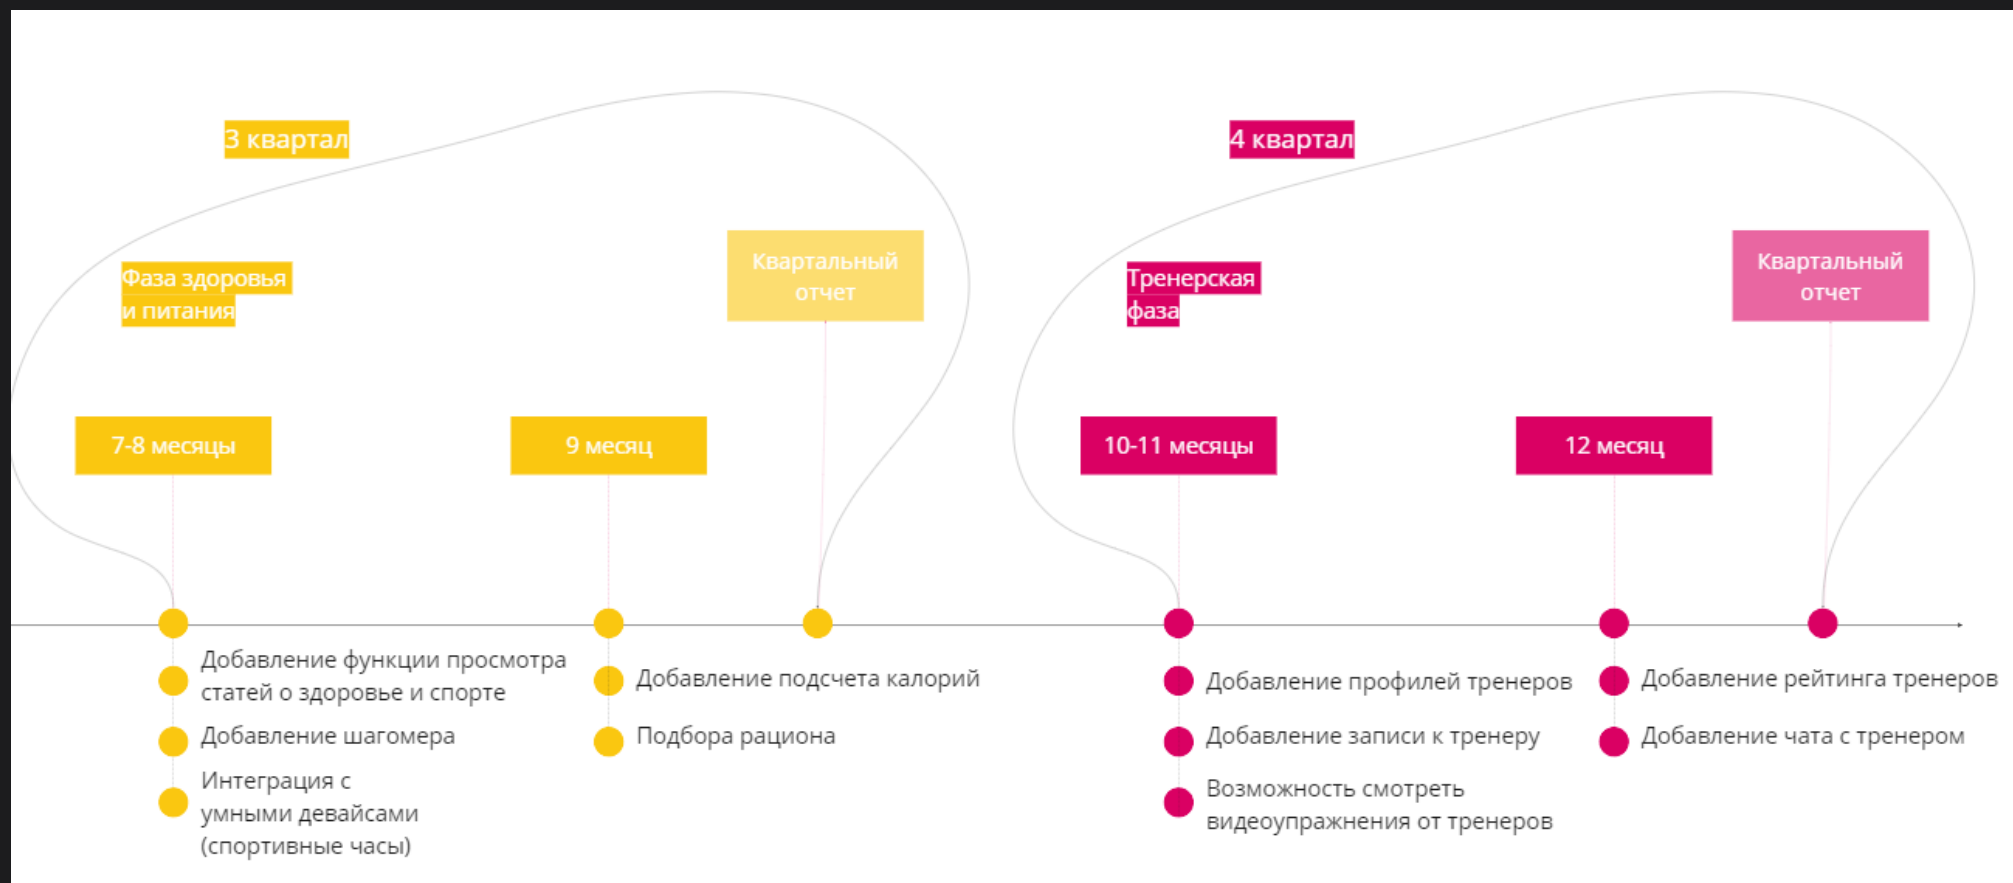 3 квартал
Фаза здоровья
и питания
Квартальный
отчет
7-8 месяцы
9 месяц
Добавление функции просмотра
статей о здоровье и спорте
Добавление шагомера
Интеграция с
умными девайсами
(спортивные часы)
Добавление подсчета калорий
Подбора рациона
4 квартал
Тренерская
фаза
Квартальный
отчет
10-11 месяцы
12 месяц
Добавление профилей тренеров
Добавление записи к тренеру
Возможность смотреть
видеоупражнения от тренеров
Добавление рейтинга тренеров
Добавление чата с тренером